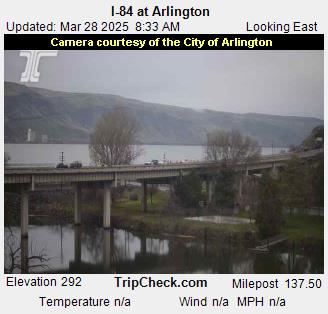 I-84 at Arlington
Updated: Mar 28 2025 8:33 AM Looking East
Camera courtesy of the City of Arlington
Elevation 292 TripCheck.com Milepost 137.50
Temperature n/a Wind n/a MPH n/a